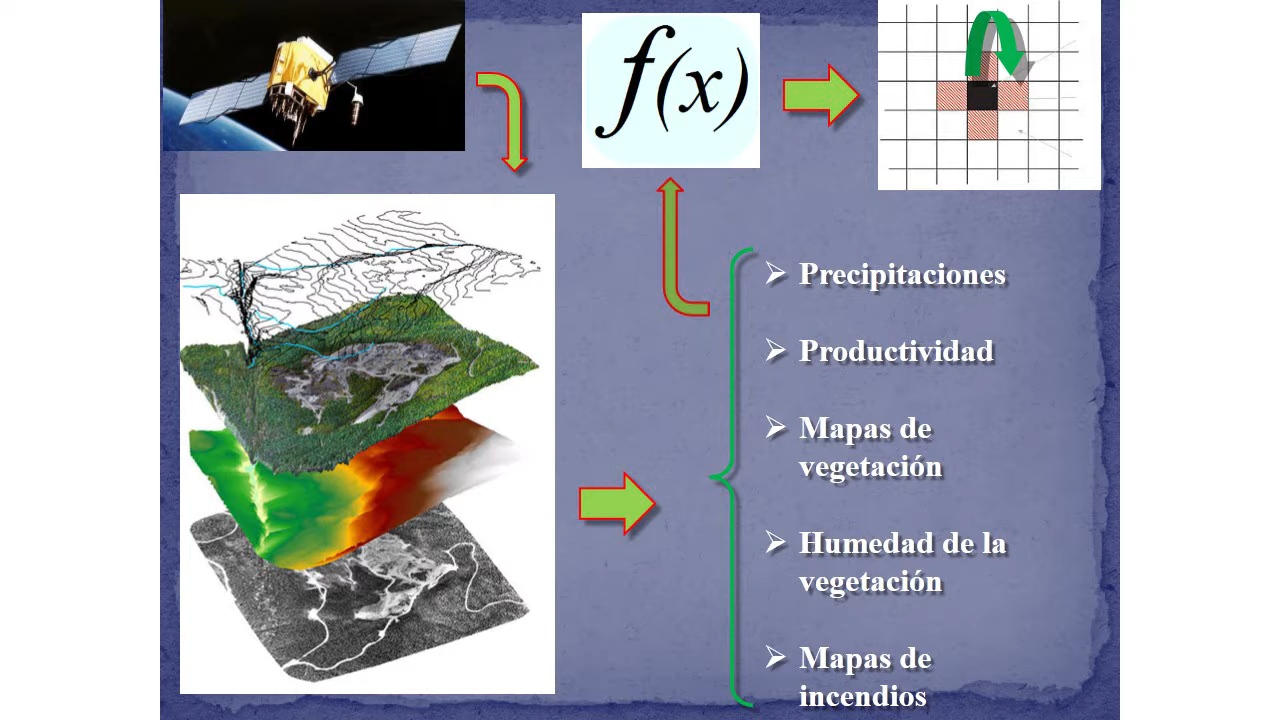 f(x)
Precipitaciones
Productividad
Mapas de
vegetación
Humedad de la
vegetación
Mapas de
incendios